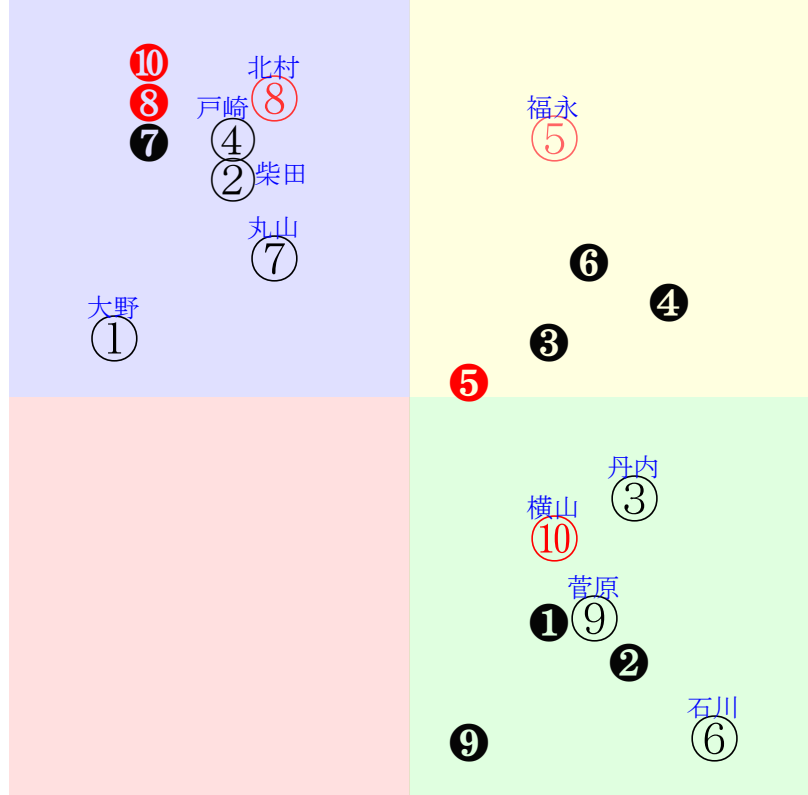 ❿
北村
⑧
❽
戸崎
④
❼
②
柴田
丸山
⑦
大野
①
福永
⑤
❻
❹
❸
❺
丹内
③
横山
⑩
菅原
❶
⑨
❷
石川
⑥
❾